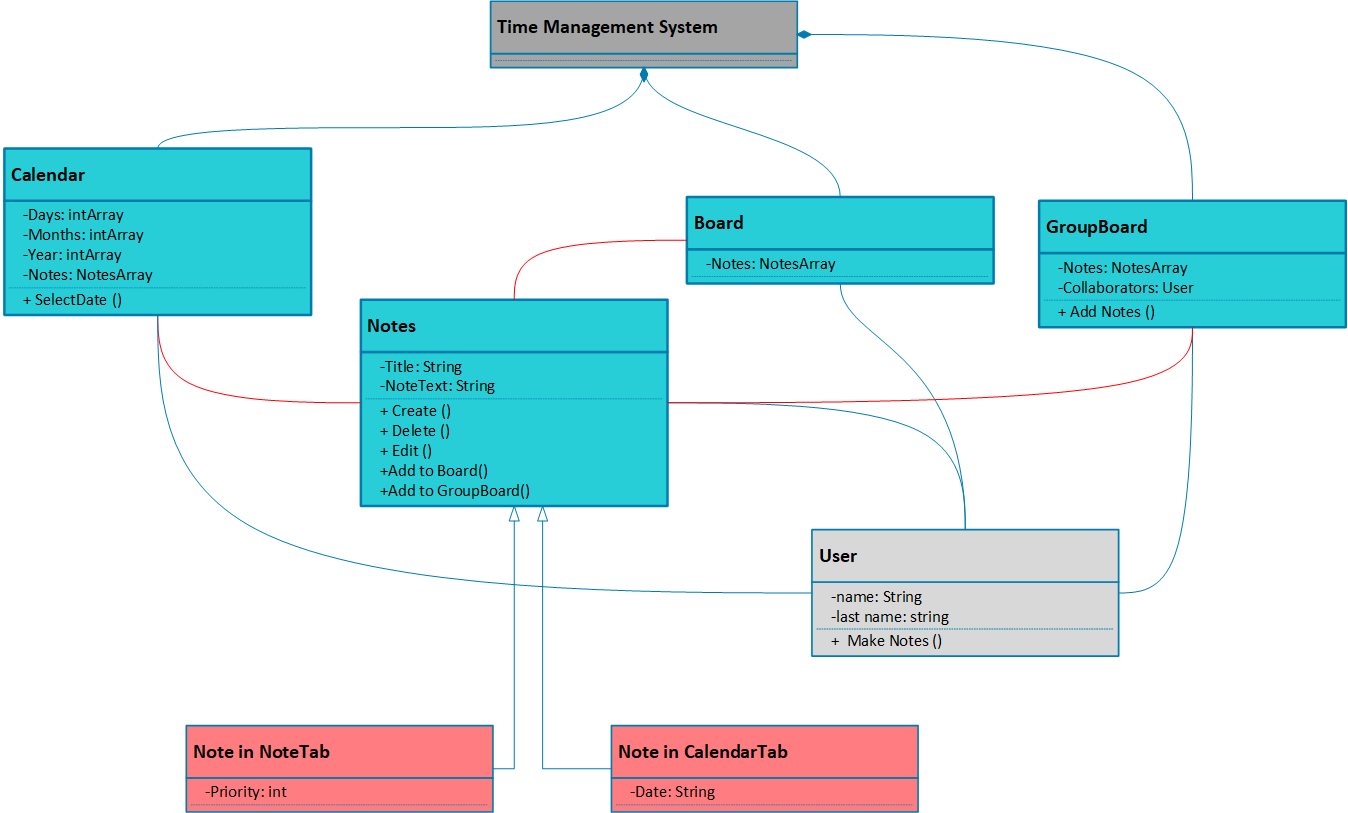 Time Management System
Calendar
-Days: intArray
-Months: intArray
-Year: intArray
-Notes: NotesArray
+ SelectDate ()
Board
-Notes: NotesArray
GroupBoard
-Notes: NotesArray
-Collaborators: User
+ Add Notes ()
Notes
-Title: String
-NoteText: String
+ Create ()
+ Delete ()
+ Edit ()
+Add to Board()
+Add to GroupBoard()
User
-name: String
-last name: string
+  Make Notes ()
Note in NoteTab
-Priority: int
Note in CalendarTab
-Date: String